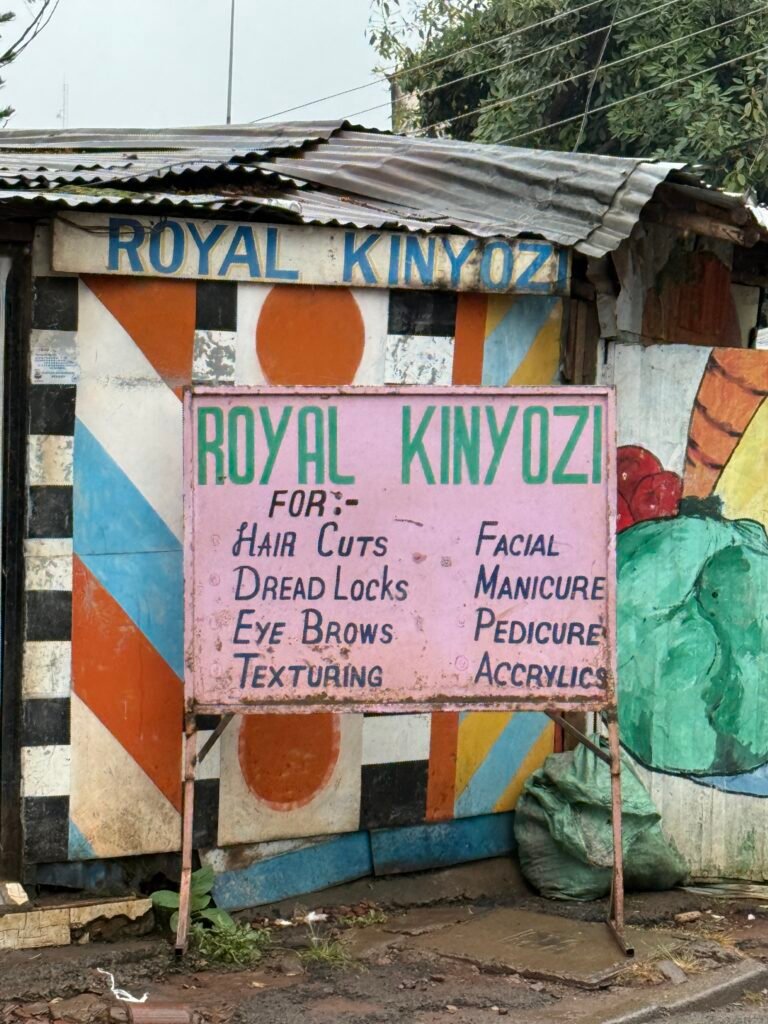 ROYAL KINYOZI
ROYAL KINYOZI
FOR:-
HAIR CUTS
DREAD LOCKS
EYE BROWS
TEXTURING
FACIAL
MANICURE
PEDICURE
ACCRYLICS